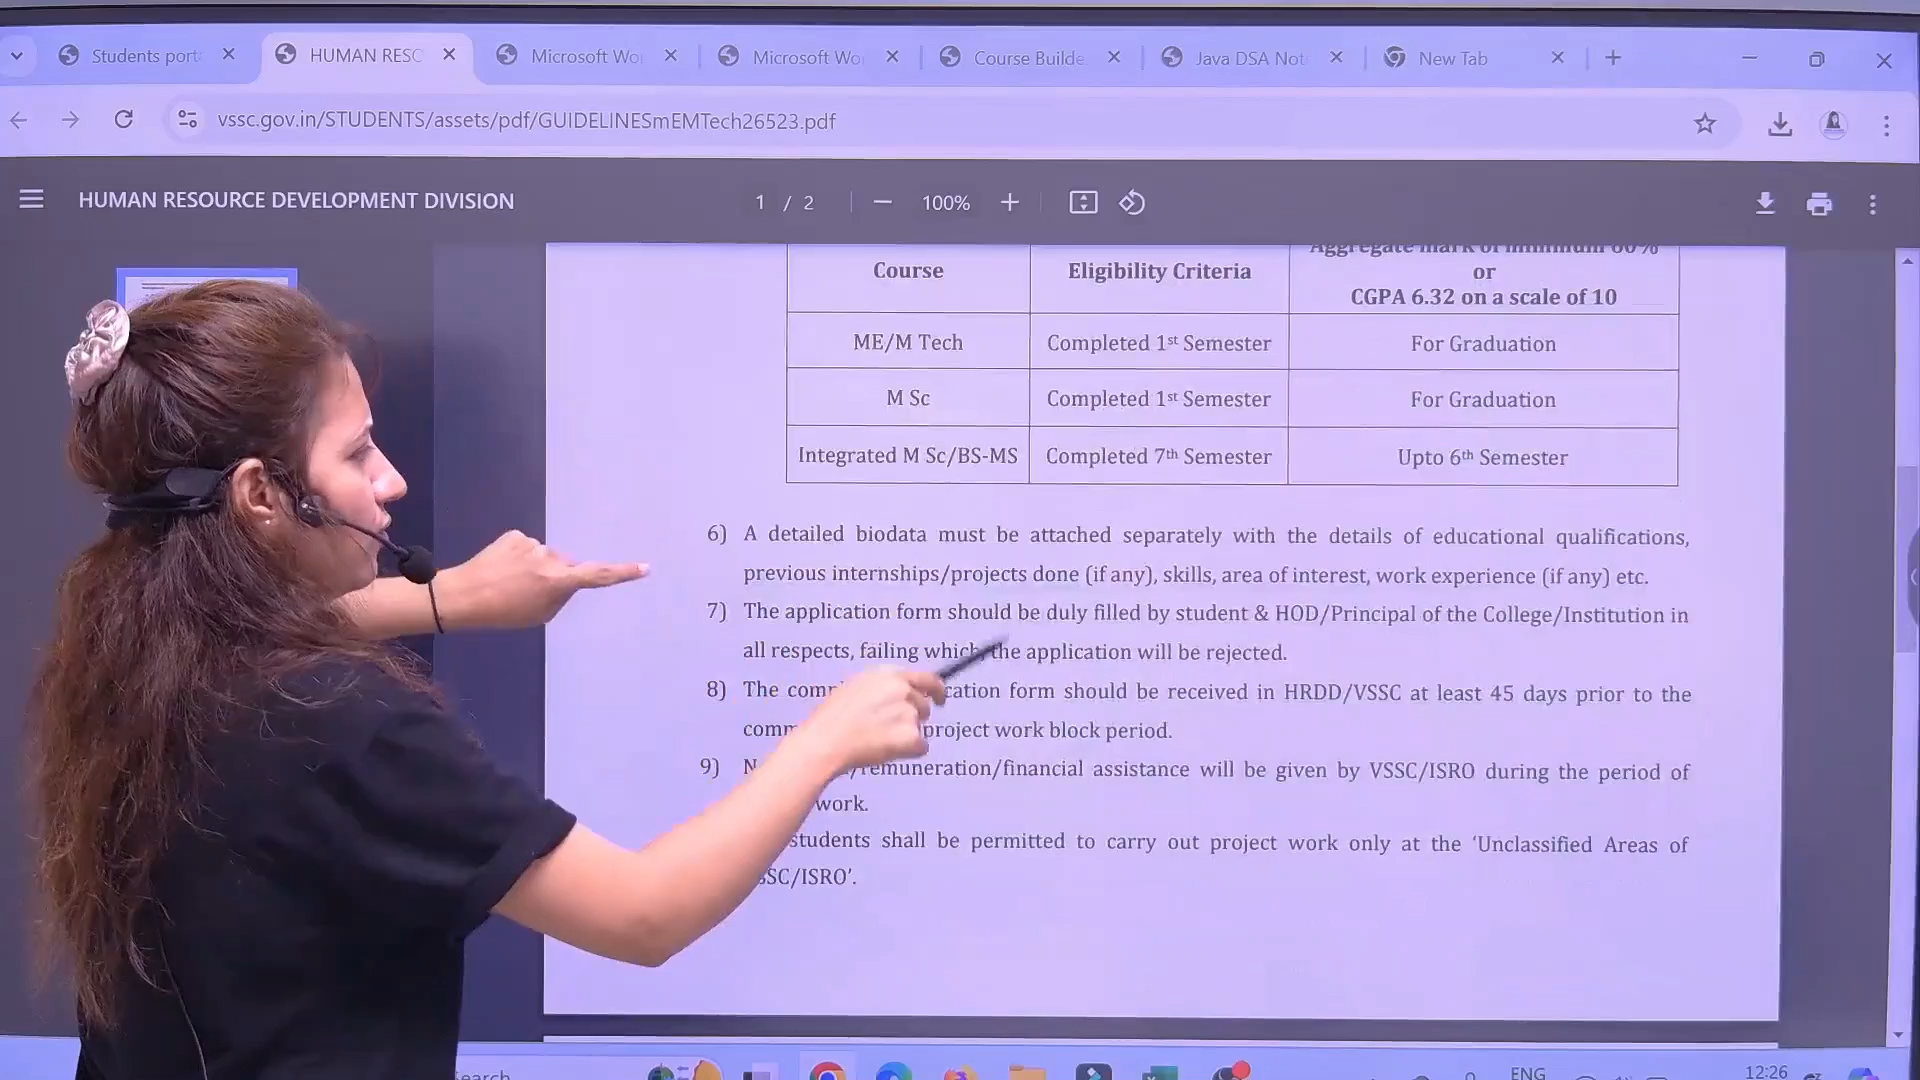 Students port
HUMAN RESC
Microsoft Wo
Microsoft Wo
Course Builde
Java DSA Not
New Tab
vssc.gov.in/STUDENTS/assets/pdf/GUIDELINESmEMTech26523.pdf
HUMAN RESOURCE DEVELOPMENT DIVISION
1 / 2
100%
Aggregate mark of minimum 60%
Course Eligibility Criteria or
CGPA 6.32 on a scale of 10
ME/M Tech Completed 1st Semester For Graduation
M Sc Completed 1st Semester For Graduation
Integrated M Sc/BS-MS Completed 7th Semester Upto 6th Semester
6) A detailed biodata must be attached separately with the details of educational qualifications,
previous internships/projects done (if any), skills, area of interest, work experience (if any) etc.
7) The application form should be duly filled by student & HOD/Principal of the College/Institution in
all respects, failing which, the application will be rejected.
8) The form should be received in HRDD/VSSC at least 45 days prior to the
project work block period.
9) /remuneration/financial assistance will be given by VSSC/ISRO during the period of
work.
students shall be permitted to carry out project work only at the 'Unclassified Areas of
SSC/ISRO'.
ENG
12:26